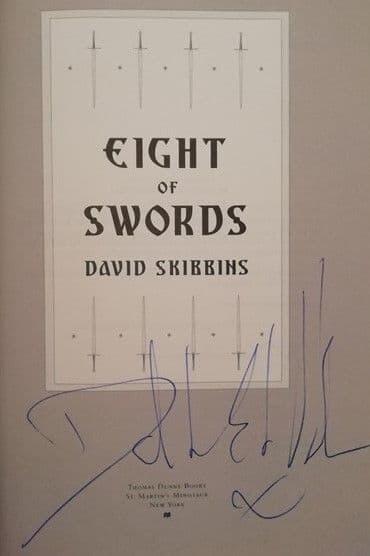 EIGHT
OF
SWORDS
DAVID SKIBBINS
THOMAS DUNNE BOOKS
ST. MARTIN'S MINOTAUR
NEW YORK